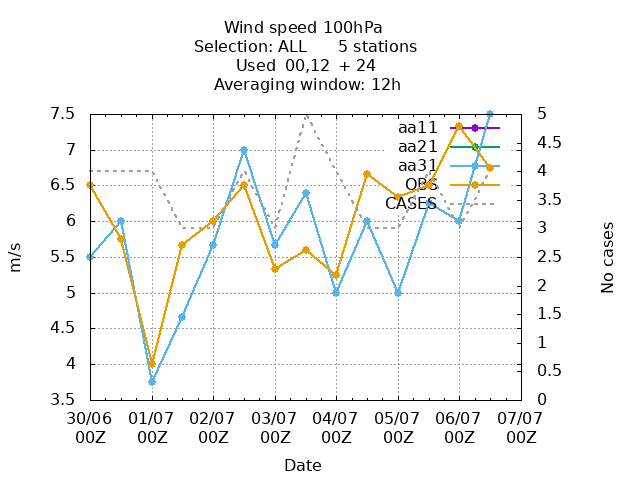 Wind speed 100hPa
Selection: ALL 5 stations
Used 00,12 + 24
Averaging window: 12h
7.5
7
6.5
6
5.5
5
4.5
4
3.5
m/s
aa11
aa21
aa31
OBS
CASES
5
4.5
4
3.5
3
2.5
2
1.5
1
0.5
0
No cases
30/06 01/07 02/07 03/07 04/07 05/07 06/07 07/07
00Z 00Z 00Z 00Z 00Z 00Z 00Z 00Z
Date